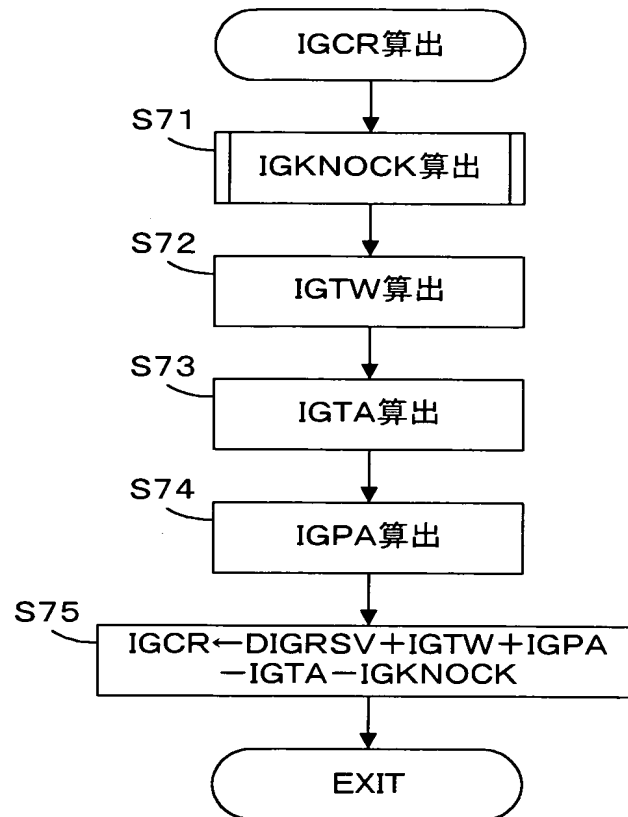 IGCR算出
S71
IGKNOCK算出
S72
IGTW算出
S73
IGTA算出
S74
IGPA算出
S75
IGCR←DIGRSV+IGTW+IGPA
−IGTA−IGKNOCK
EXIT